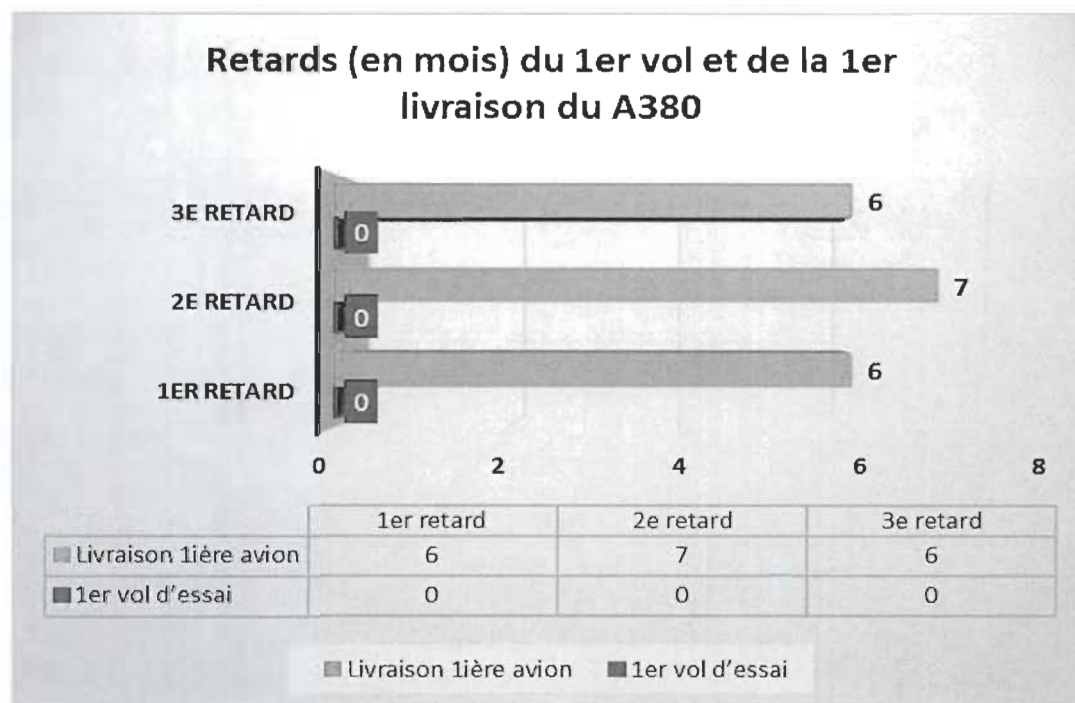 Retards (en mois) du 1er vol et de la 1er
livraison du A380
3E RETARD
6
0
2E RETARD
7
0
1ER RETARD
6
0
0 2 4 6 8
1er retard 2e retard 3e retard
Livraison 1ière avion 6 7 6
1er vol d'essai 0 0 0
Livraison 1ière avion 1er vol d'essai